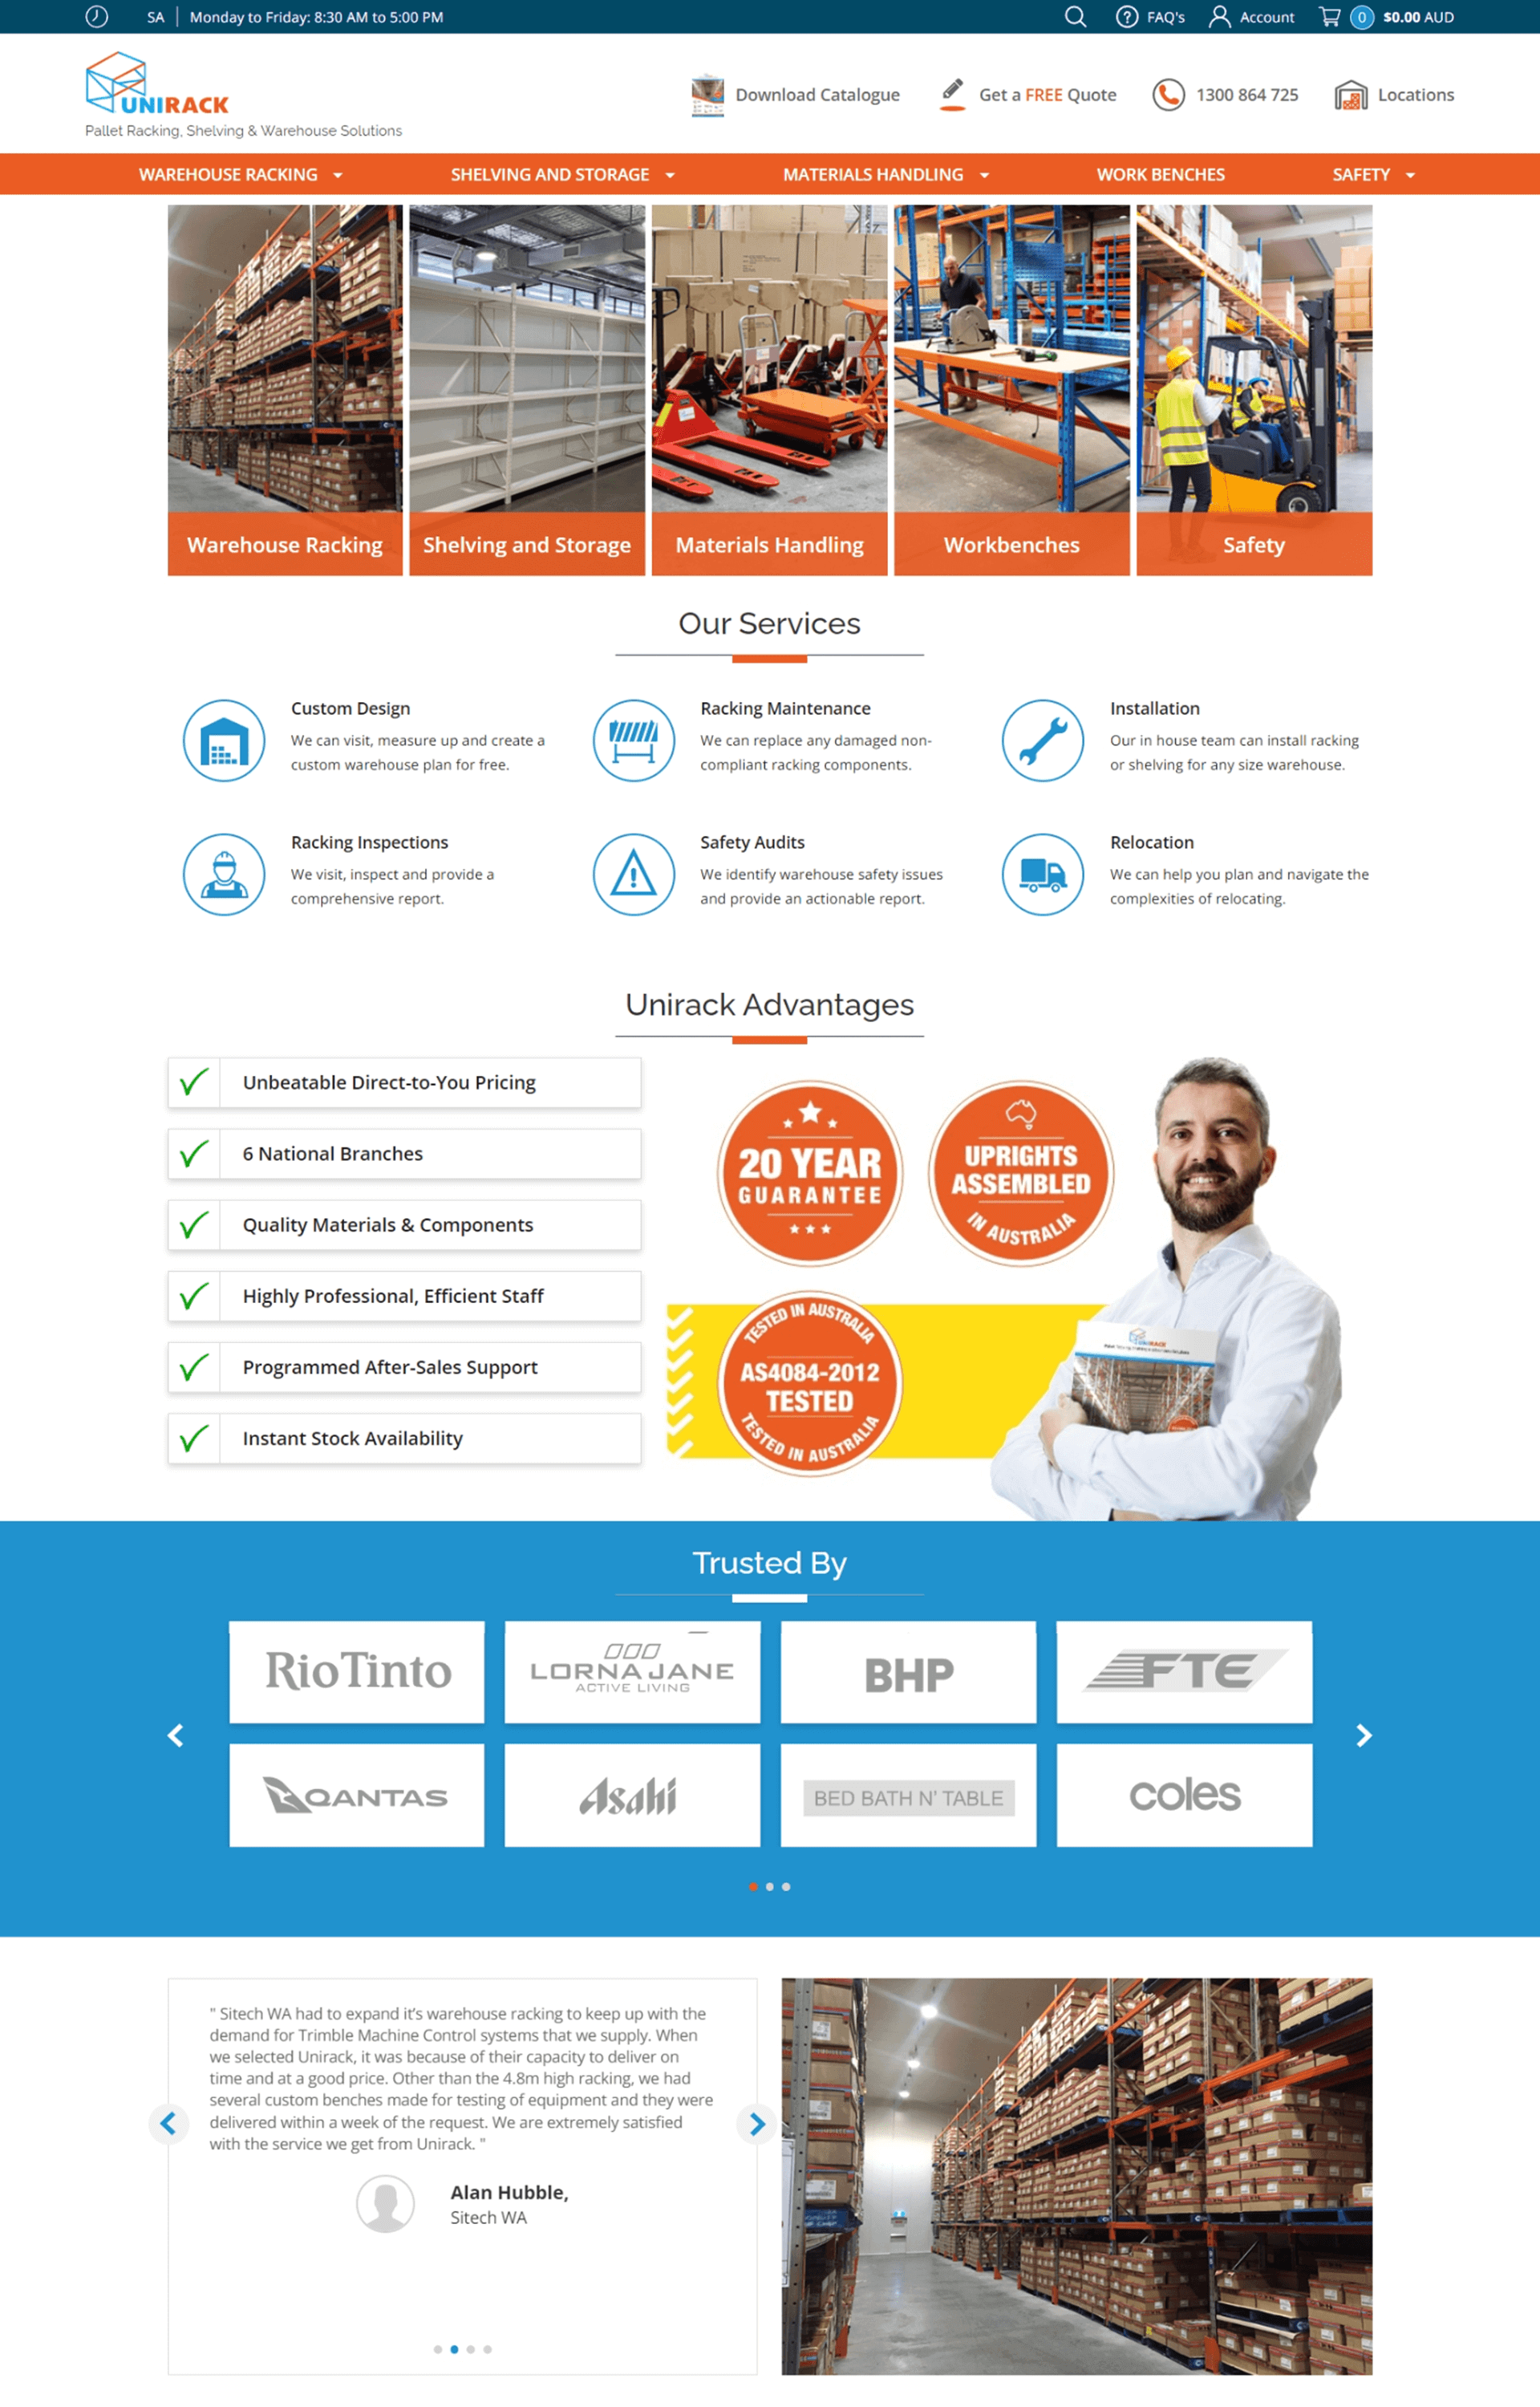 SA | Monday to Friday: 8:30 AM to 5:00 PM
FAQ's
Account
0
$0.00 AUD
UNIRACK
Pallet Racking, Shelving & Warehouse Solutions
Download Catalogue
Get a FREE Quote
1300 864 725
Locations
WAREHOUSE RACKING
SHELVING AND STORAGE
MATERIALS HANDLING
WORK BENCHES
SAFETY
Warehouse Racking
Shelving and Storage
Materials Handling
Workbenches
Safety
Our Services
Custom Design
We can visit, measure up and create a
custom warehouse plan for free.
Racking Maintenance
We can replace any damaged non-
compliant racking components.
Installation
Our in house team can install racking
or shelving for any size warehouse.
Racking Inspections
We visit, inspect and provide a
comprehensive report.
Safety Audits
We identify warehouse safety issues
and provide an actionable report.
Relocation
We can help you plan and navigate the
complexities of relocating.
Unirack Advantages
Unbeatable Direct-to-You Pricing
6 National Branches
Quality Materials & Components
Highly Professional, Efficient Staff
Programmed After-Sales Support
Instant Stock Availability
20 YEAR
GUARANTEE
UPRIGHTS
ASSEMBLED
IN AUSTRALIA
TESTED IN AUSTRALIA
AS4084-2012
TESTED
TESTED IN AUSTRALIA
UNIRACK
Trusted By
RioTinto
LORNA JANE
ACTIVE LIVING
BHP
FTE
QANTAS
Asahi
BED BATH N' TABLE
coles
" Sitech WA had to expand it's warehouse racking to keep up with the
demand for Trimble Machine Control systems that we supply. When
we selected Unirack, it was because of their capacity to deliver on
time and at a good price. Other than the 4.8m high racking, we had
several custom benches made for testing of equipment and they were
delivered within a week of the request. We are extremely satisfied
with the service we get from Unirack. "
Alan Hubble,
Sitech WA